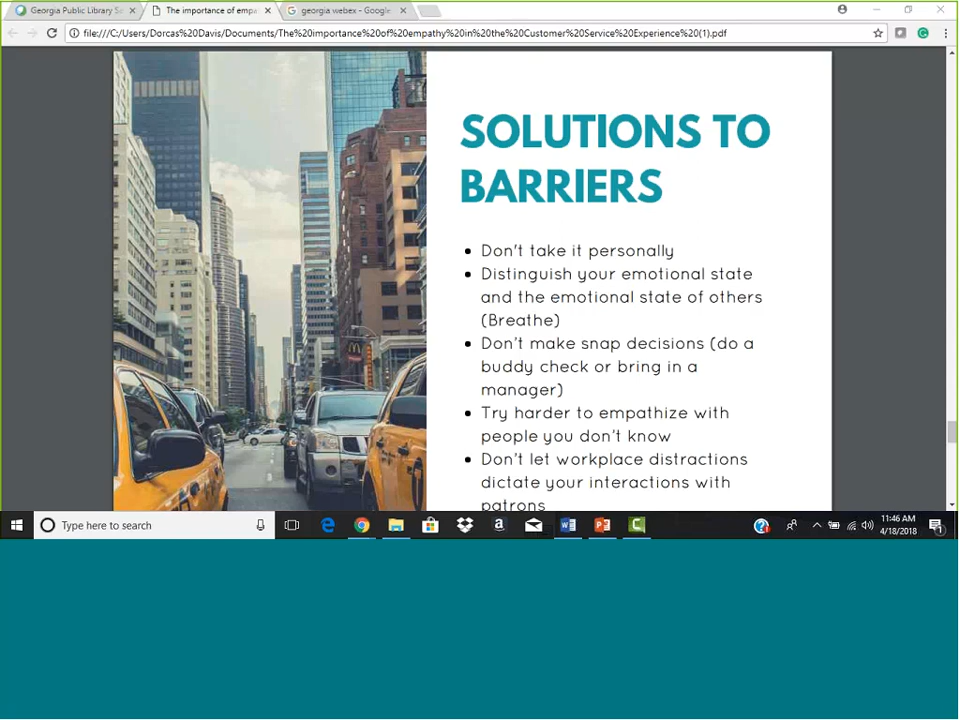 Georgia Public Library Se
The importance of empa
georgia webex - Google
file:///C:/Users/Dorcas%20Davis/Documents/The%20importance%20of%20empathy%20in%20the%20Customer%20Service%20Experience%20(1).pdf
SOLUTIONS TO
BARRIERS
• Don't take it personally
• Distinguish your emotional state
and the emotional state of others
(Breathe)
• Don't make snap decisions (do a
buddy check or bring in a
manager)
• Try harder to empathize with
people you don't know
• Don't let workplace distractions
dictate your interactions with
patrons
Type here to search
11:46 AM
4/18/2018